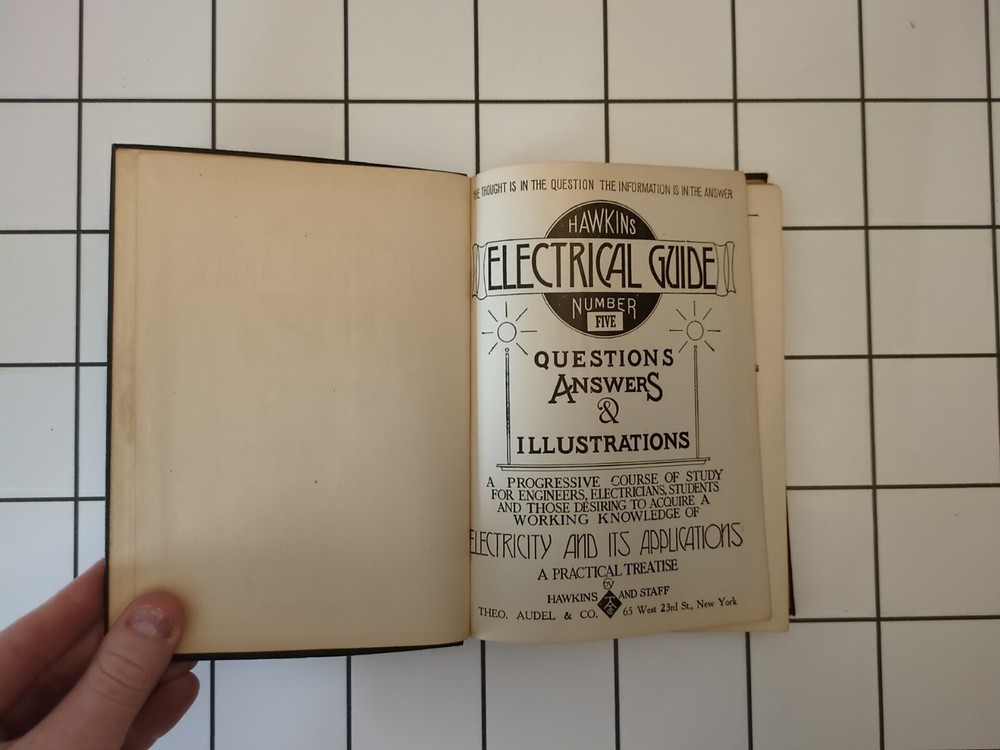 THE THOUGHT IS IN THE QUESTION THE INFORMATION IS IN THE ANSWER
HAWKINS
ELECTRICAL GUIDE
NUMBER
FIVE
QUESTIONS
ANSWERS
&
ILLUSTRATIONS
A PROGRESSIVE COURSE OF STUDY
FOR ENGINEERS, ELECTRICIANS, STUDENTS
AND THOSE DESIRING TO ACQUIRE A
WORKING KNOWLEDGE OF
ELECTRICITY AND ITS APPLICATIONS
A PRACTICAL TREATISE
BY
HAWKINS AND STAFF
THEO. AUDEL & CO. 65 West 23rd St., New York